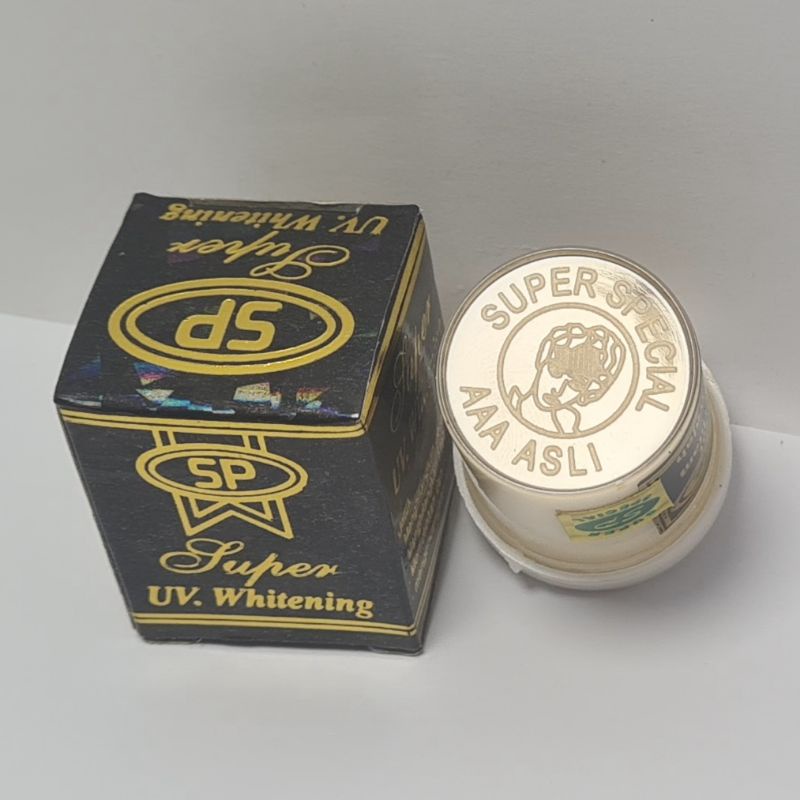 UV. Whitening
Super
SP
SP
Super
UV. Whitening
SUPER SPECIAL
AAA ASLI